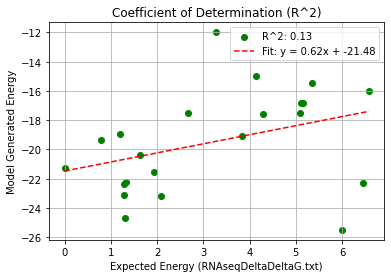 Coefficient of Determination (R^2)
R^2: 0.13
Fit: y = 0.62x + -21.48
Model Generated Energy
−12
−14
−16
−18
−20
−22
−24
−26
0 1 2 3 4 5 6
Expected Energy (RNAseqDeltaDeltaG.txt)